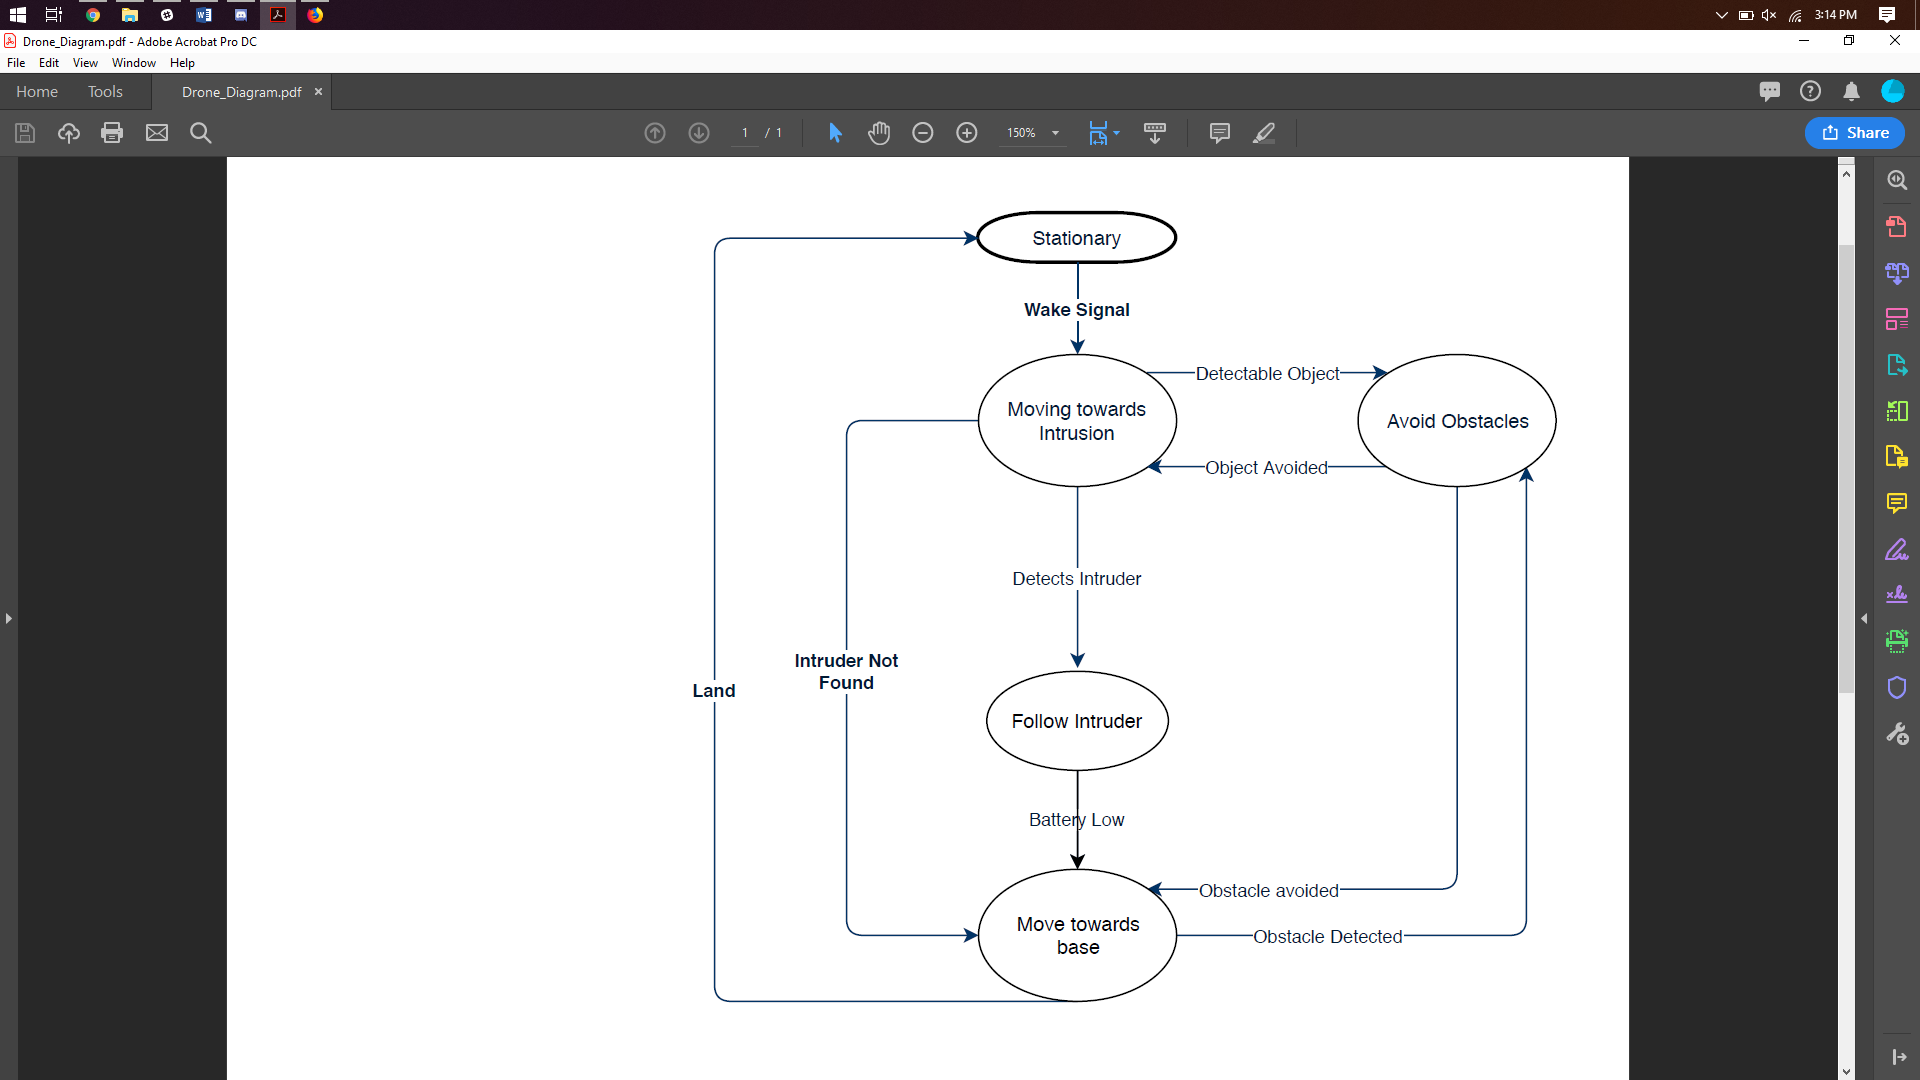 3:14 PM
Drone_Diagram.pdf - Adobe Acrobat Pro DC
File Edit View Window Help
Home Tools Drone_Diagram.pdf ×
1 / 1 150% Share
Stationary
Wake Signal
Detectable Object
Moving towards
Intrusion
Avoid Obstacles
Object Avoided
Detects Intruder
Intruder Not
Found
Land
Follow Intruder
Battery Low
Obstacle avoided
Move towards
base
Obstacle Detected